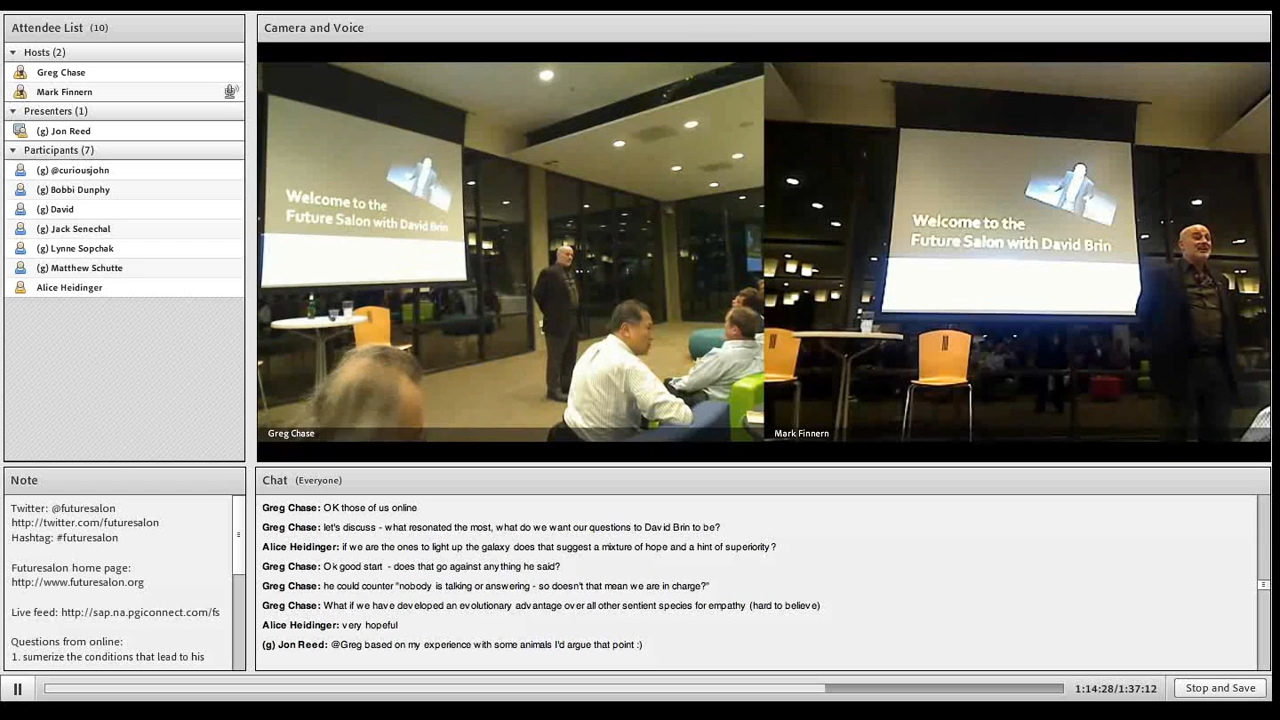 Attendee List (10)
Hosts (2)
Greg Chase
Mark Finnern
Presenters (1)
(g) Jon Reed
Participants (7)
(g) @curiousjohn
(g) Bobbi Dunphy
(g) David
(g) Jack Senechal
(g) Lynne Sopchak
(g) Matthew Schutte
Alice Heidinger
Camera and Voice
Welcome to the
Future Salon with David Brin
Greg Chase
Welcome to the
Future Salon with David Brin
Mark Finnern
Note
Twitter: @futuresalon
http://twitter.com/futuresalon
Hashtag: #futuresalon
Futuresalon home page:
http://www.futuresalon.org
Live feed: http://sap.na.pgiconnect.com/fs
Questions from online:
1. sumerize the conditions that lead to his
Chat (Everyone)
Greg Chase: OK those of us online
Greg Chase: let's discuss - what resonated the most, what do we want our questions to David Brin to be?
Alice Heidinger: if we are the ones to light up the galaxy does that suggest a mixture of hope and a hint of superiority?
Greg Chase: Ok good start - does that go against anything he said?
Greg Chase: he could counter "nobody is talking or answering - so doesn't that mean we are in charge?"
Greg Chase: What if we have developed an evolutionary advantage over all other sentient species for empathy (hard to believe)
Alice Heidinger: very hopeful
(g) Jon Reed: @Greg based on my experience with some animals I'd argue that point :)
1:14:28/1:37:12
Stop and Save